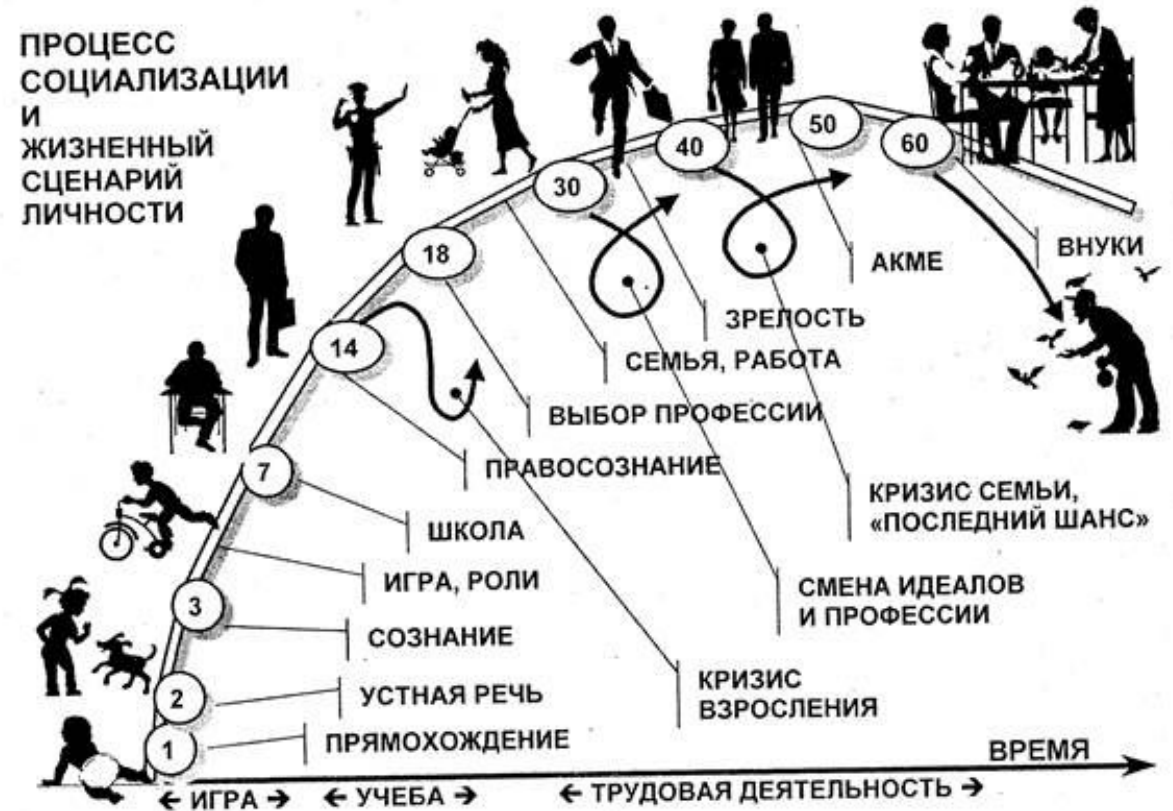 ПРОЦЕСС
СОЦИАЛИЗАЦИИ
И
ЖИЗНЕННЫЙ
СЦЕНАРИЙ
ЛИЧНОСТИ
50
40
60
30
18
14
7
3
2
1
ВНУКИ
АКМЕ
ЗРЕЛОСТЬ
СЕМЬЯ, РАБОТА
ВЫБОР ПРОФЕССИИ
ПРАВОСОЗНАНИЕ
КРИЗИС СЕМЬИ,
«ПОСЛЕДНИЙ ШАНС»
ШКОЛА
ИГРА, РОЛИ
СМЕНА ИДЕАЛОВ
И ПРОФЕССИИ
СОЗНАНИЕ
КРИЗИС
ВЗРОСЛЕНИЯ
УСТНАЯ РЕЧЬ
ПРЯМОХОЖДЕНИЕ
ВРЕМЯ
← ИГРА → ← УЧЕБА → ← ТРУДОВАЯ ДЕЯТЕЛЬНОСТЬ →